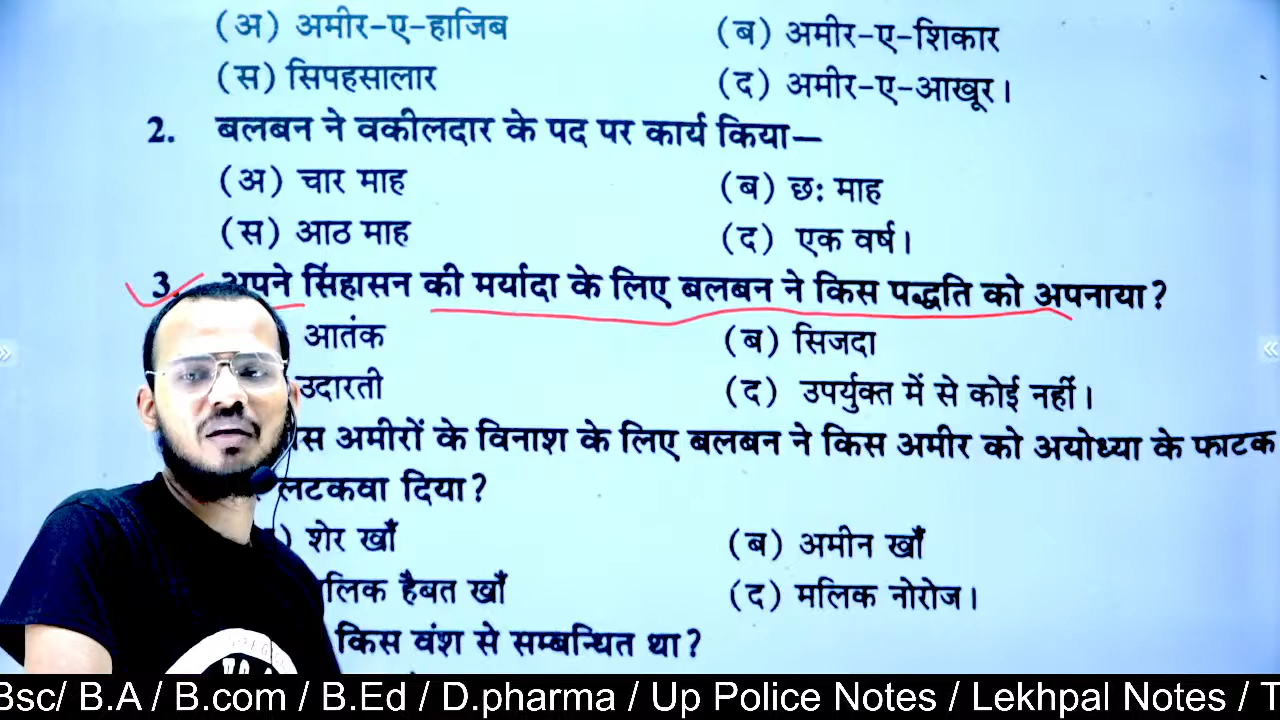 (अ) अमीर-ए-हाजिब (ब) अमीर-ए-शिकार
(स) सिपहसालार (द) अमीर-ए-आखूर।
2. बलबन ने वकीलदार के पद पर कार्य किया—
(अ) चार माह (ब) छः माह
(स) आठ माह (द) एक वर्ष।
3. अपने सिंहासन की मर्यादा के लिए बलबन ने किस पद्धति को अपनाया?
आतंक (ब) सिजदा
उदारती (द) उपर्युक्त में से कोई नहीं।
अमीरों के विनाश के लिए बलबन ने किस अमीर को अयोध्या के फाटक
लटकवा दिया?
) शेर खाँ (ब) अमीन खाँ
लिक हैबत खाँ (द) मलिक नोरोज।
किस वंश से सम्बन्धित था?
Bsc/ B.A / B.com / B.Ed / D.pharma / Up Police Notes / Lekhpal Notes / T